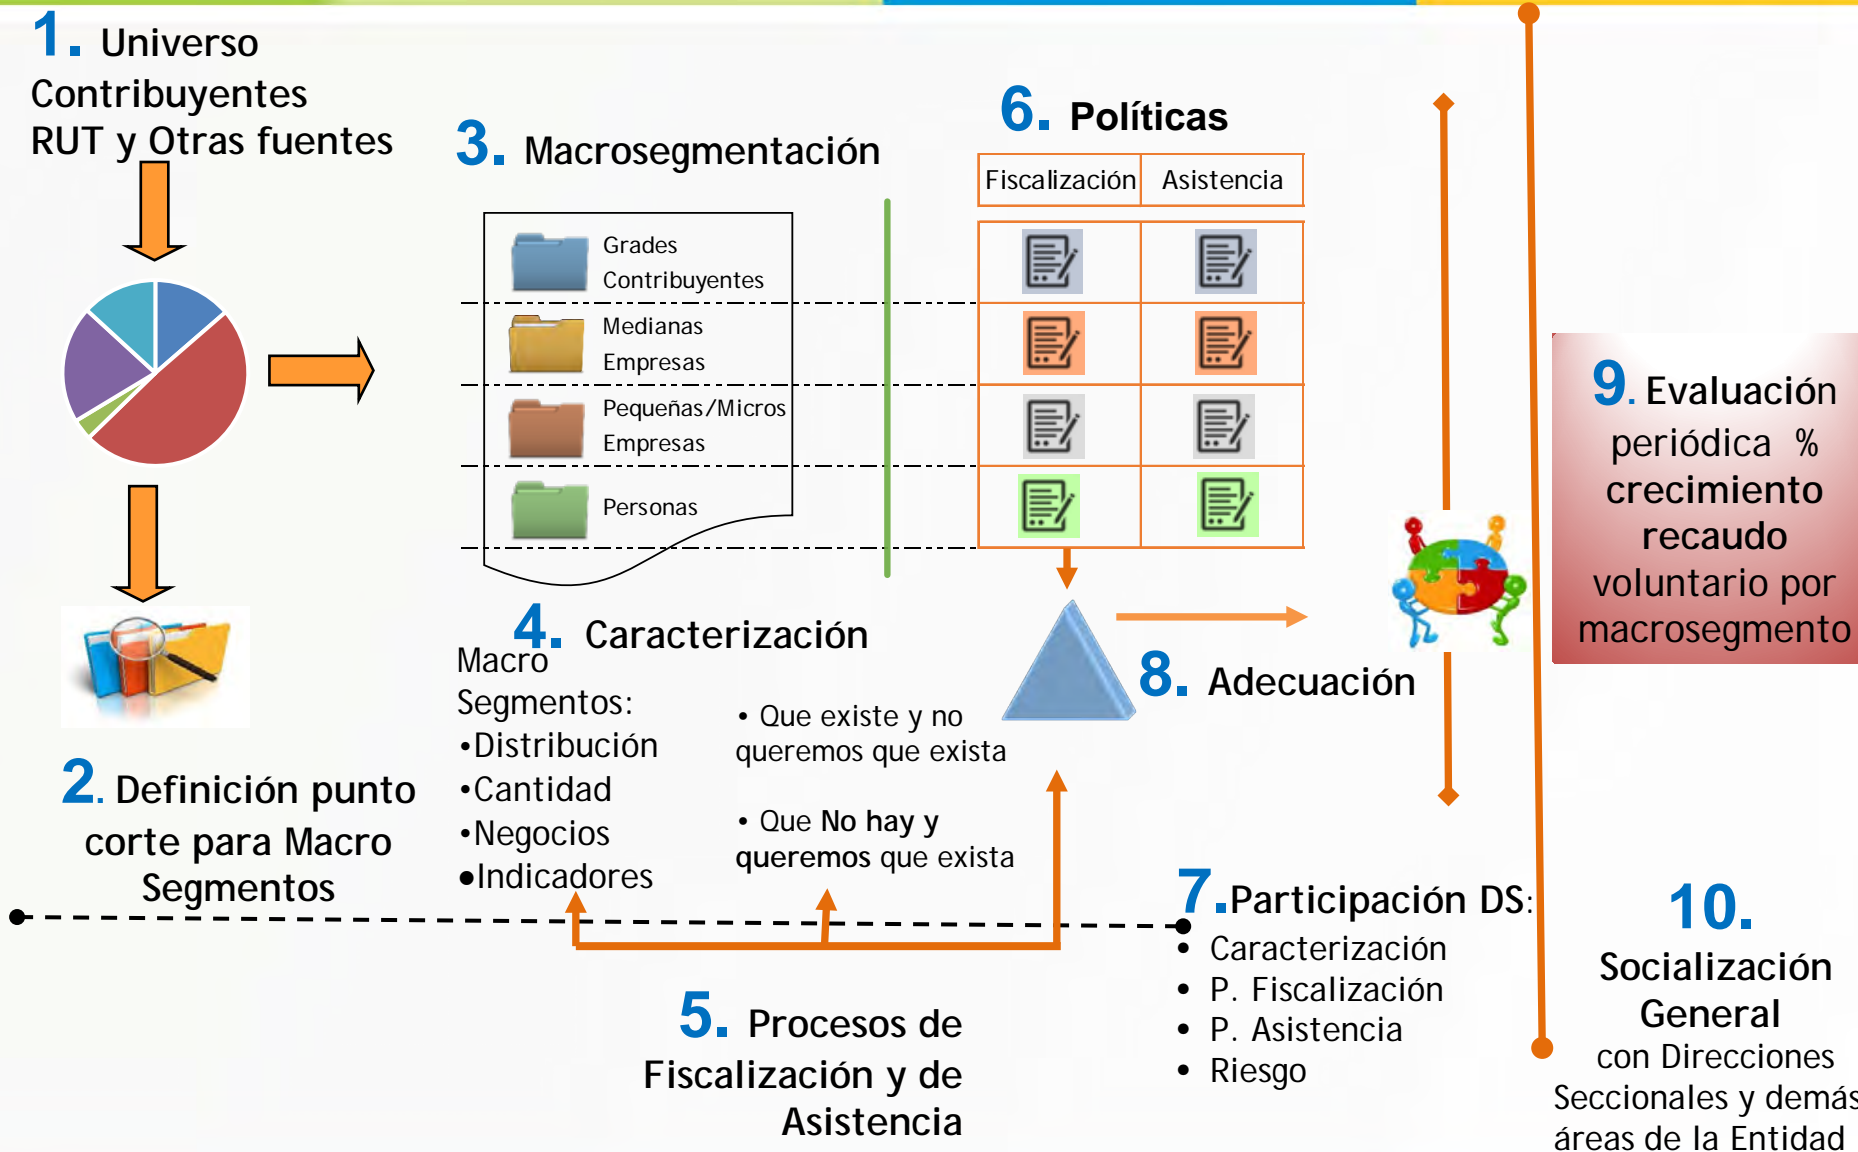 1. Universo
Contribuyentes
RUT y Otras fuentes
2. Definición punto
corte para Macro
Segmentos
3. Macrosegmentación
Grades
Contribuyentes
Medianas
Empresas
Pequeñas/Micros
Empresas
Personas
4. Caracterización
Macro
Segmentos:
•Distribución
•Cantidad
•Negocios
•Indicadores
• Que existe y no
queremos que exista
• Que No hay y
queremos que exista
5. Procesos de
Fiscalización y de
Asistencia
6. Políticas
Fiscalización Asistencia
7.Participación DS:
• Caracterización
• P. Fiscalización
• P. Asistencia
• Riesgo
8. Adecuación
9. Evaluación
periódica %
crecimiento
recaudo
voluntario por
macrosegmento
10.
Socialización
General
con Direcciones
Seccionales y demás
áreas de la Entidad